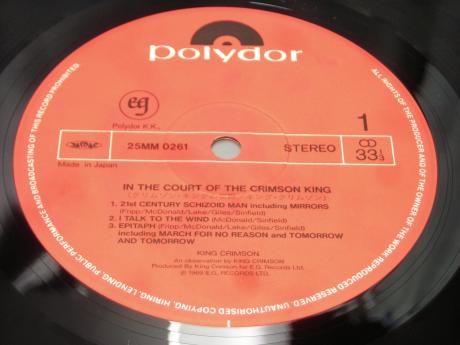 polydor
eg
Polydor K.K.,
1
25MM 0261
STEREO
33 1/3
Made in Japan
IN THE COURT OF THE CRIMSON KING
1. 21st CENTURY SCHIZOID MAN including MIRRORS
(Fripp/McDonald/Lake/Giles/Sinfield)
2. I TALK TO THE WIND (McDonald/Sinfield)
3. EPITAPH (Fripp/McDonald/Lake/Giles/Sinfield)
including MARCH FOR NO REASON and TOMORROW
AND TOMORROW
KING CRIMSON
An observation by KING CRIMSON
Produced By King Crimson for E.G. Records Ltd.
℗ 1969 E.G. RECORDS LTD.
ALL RIGHTS OF THE PRODUCER AND OF THE OWNER OF THE WORK REPRODUCED RESERVED. UNAUTHORISED COPYING, HIRING, LENDING, PUBLIC PERFORMANCE AND BROADCASTING OF THIS RECORD PROHIBITED.